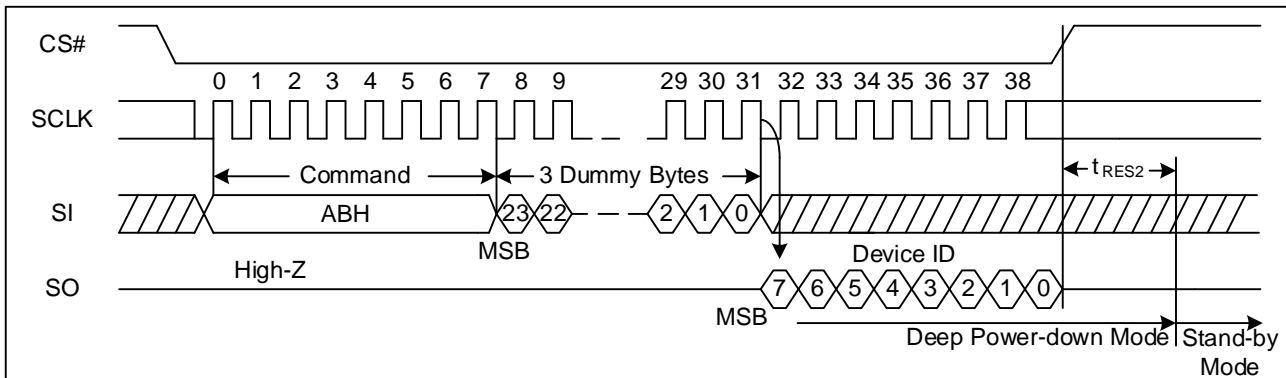 CS#
0 1 2 3 4 5 6 7 8 9 29 30 31 32 33 34 35 36 37 38
SCLK
Command 3 Dummy Bytes tRES2
SI ABH 23 22 2 1 0
MSB
High-Z Device ID
SO 7 6 5 4 3 2 1 0
MSB
Deep Power-down Mode Stand-by
Mode